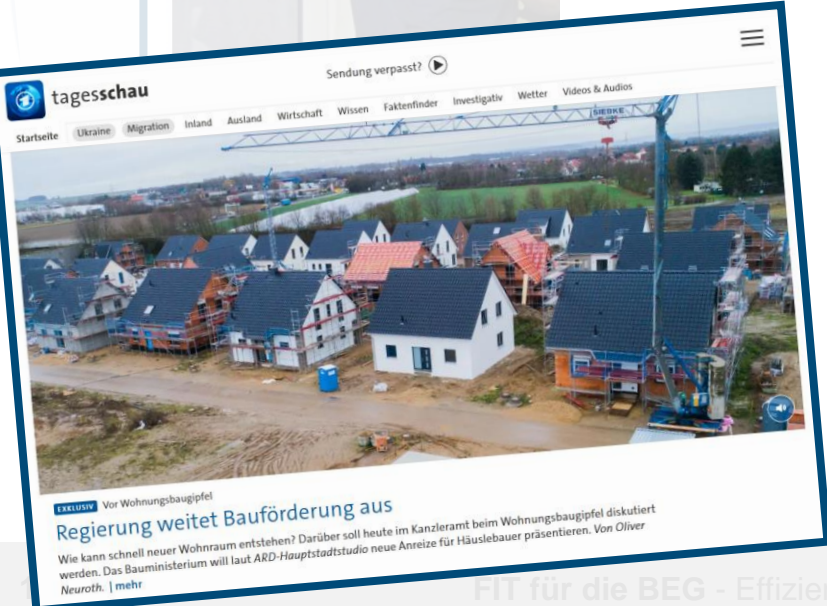 tagesschau
Sendung verpasst?
Startseite Ukraine Migration Inland Ausland Wirtschaft Wissen Faktenfinder Investigativ Wetter Videos & Audios
SIEBKE
EXKLUSIV Vor Wohnungsbaugipfel
Regierung weitet Bauförderung aus
Wie kann schnell neuer Wohnraum entstehen? Darüber soll heute im Kanzleramt beim Wohnungsbaugipfel diskutiert
werden. Das Bauministerium will laut ARD-Hauptstadtstudio neue Anreize für Häuslebauer präsentieren. Von Oliver
Neuroth. | mehr
FIT für die BEG - Effizien